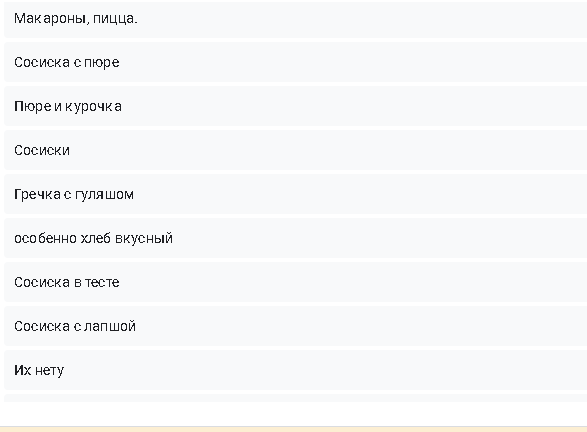 Макароны, пицца.
Сосиска с пюре
Пюре и курочка
Сосиски
Гречка с гуляшом
особенно хлеб вкусный
Сосиска в тесте
Сосиска с лапшой
Их нету